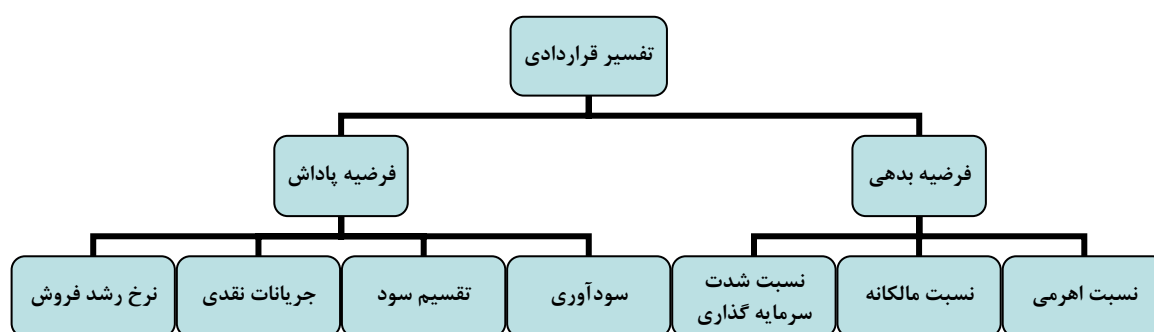 تفسیر قراردادی
فرضیه بدهی
فرضیه پاداش
نسبت اهرمی
نسبت مالکانه
نسبت شدت
سرمایه گذاری
سودآوری
تقسیم سود
جریانات نقدی
نرخ رشد فروش